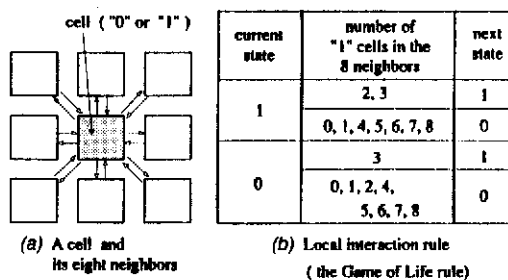 cell ( "0" or "1" )
(a) A cell and
its eight neighbors
current
state
number of
"1" cells in the
8 neighbors
next
state
1
2, 3
1
0, 1, 4, 5, 6, 7, 8
0
0
3
1
0, 1, 2, 4,
5, 6, 7, 8
0
(b) Local interaction rule
( the Game of Life rule)